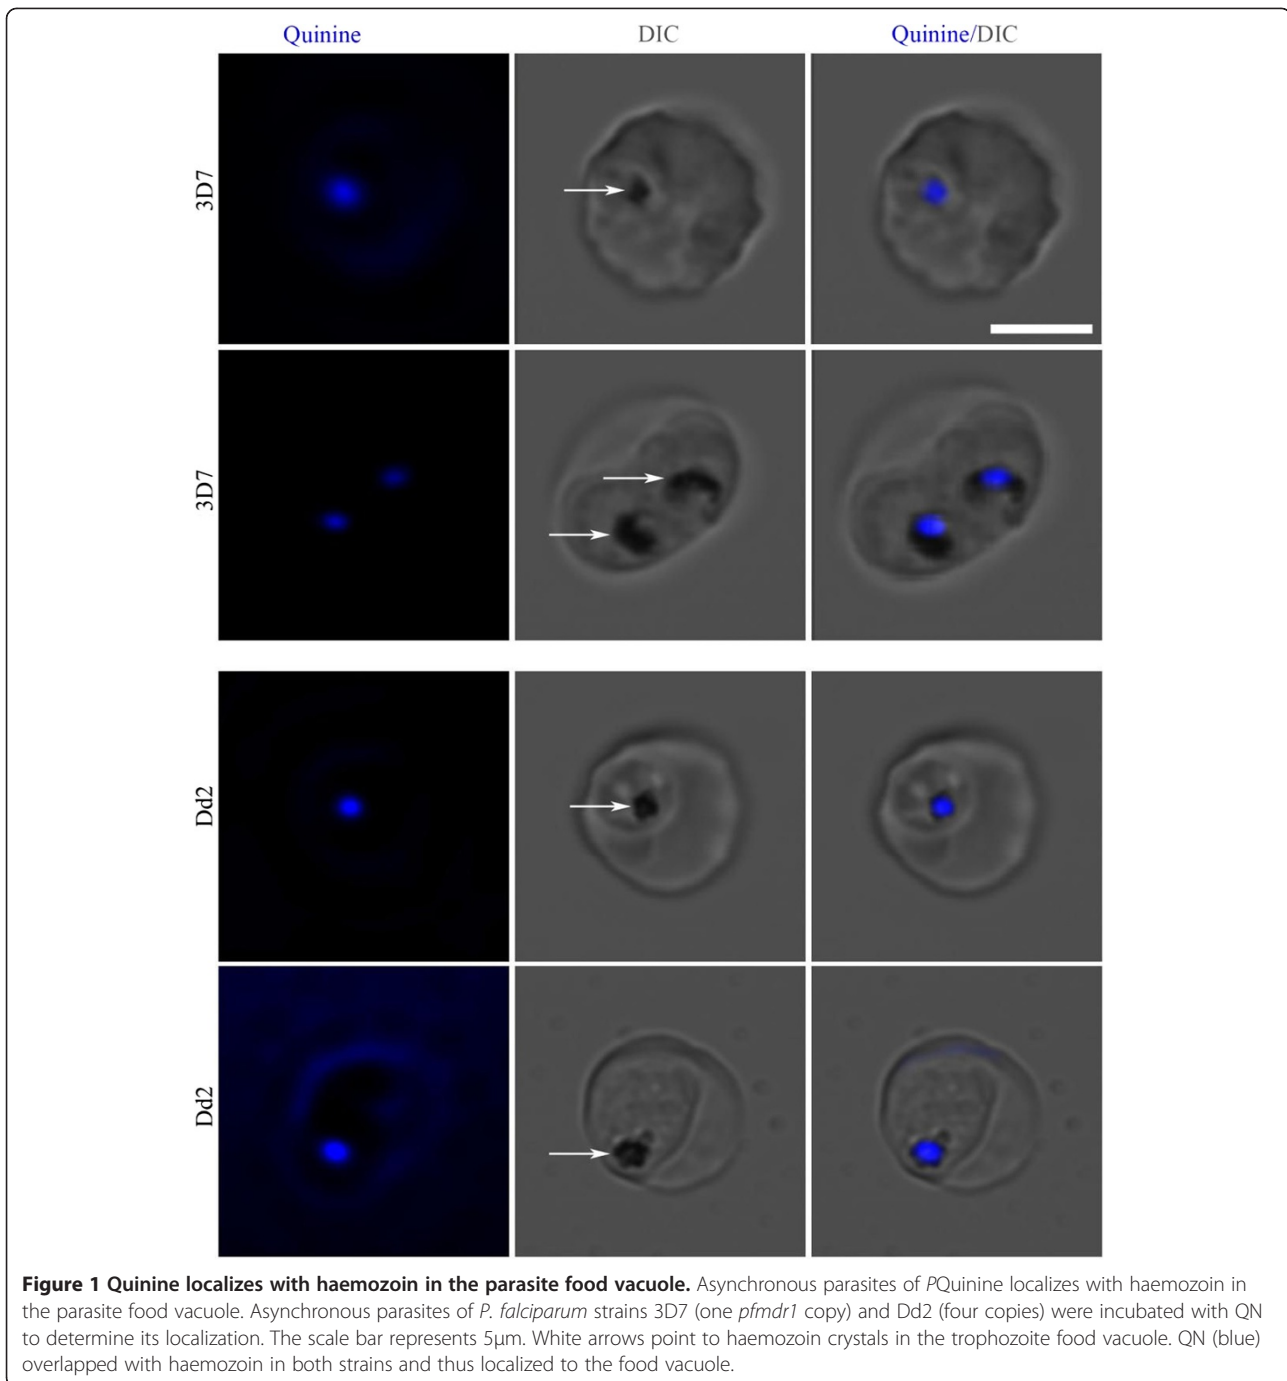 Quinine DIC Quinine/DIC
3D7
3D7
Dd2
Dd2
Figure 1 Quinine localizes with haemozoin in the parasite food vacuole. Asynchronous parasites of PQuinine localizes with haemozoin in
the parasite food vacuole. Asynchronous parasites of P. falciparum strains 3D7 (one pfmdr1 copy) and Dd2 (four copies) were incubated with QN
to determine its localization. The scale bar represents 5μm. White arrows point to haemozoin crystals in the trophozoite food vacuole. QN (blue)
overlapped with haemozoin in both strains and thus localized to the food vacuole.